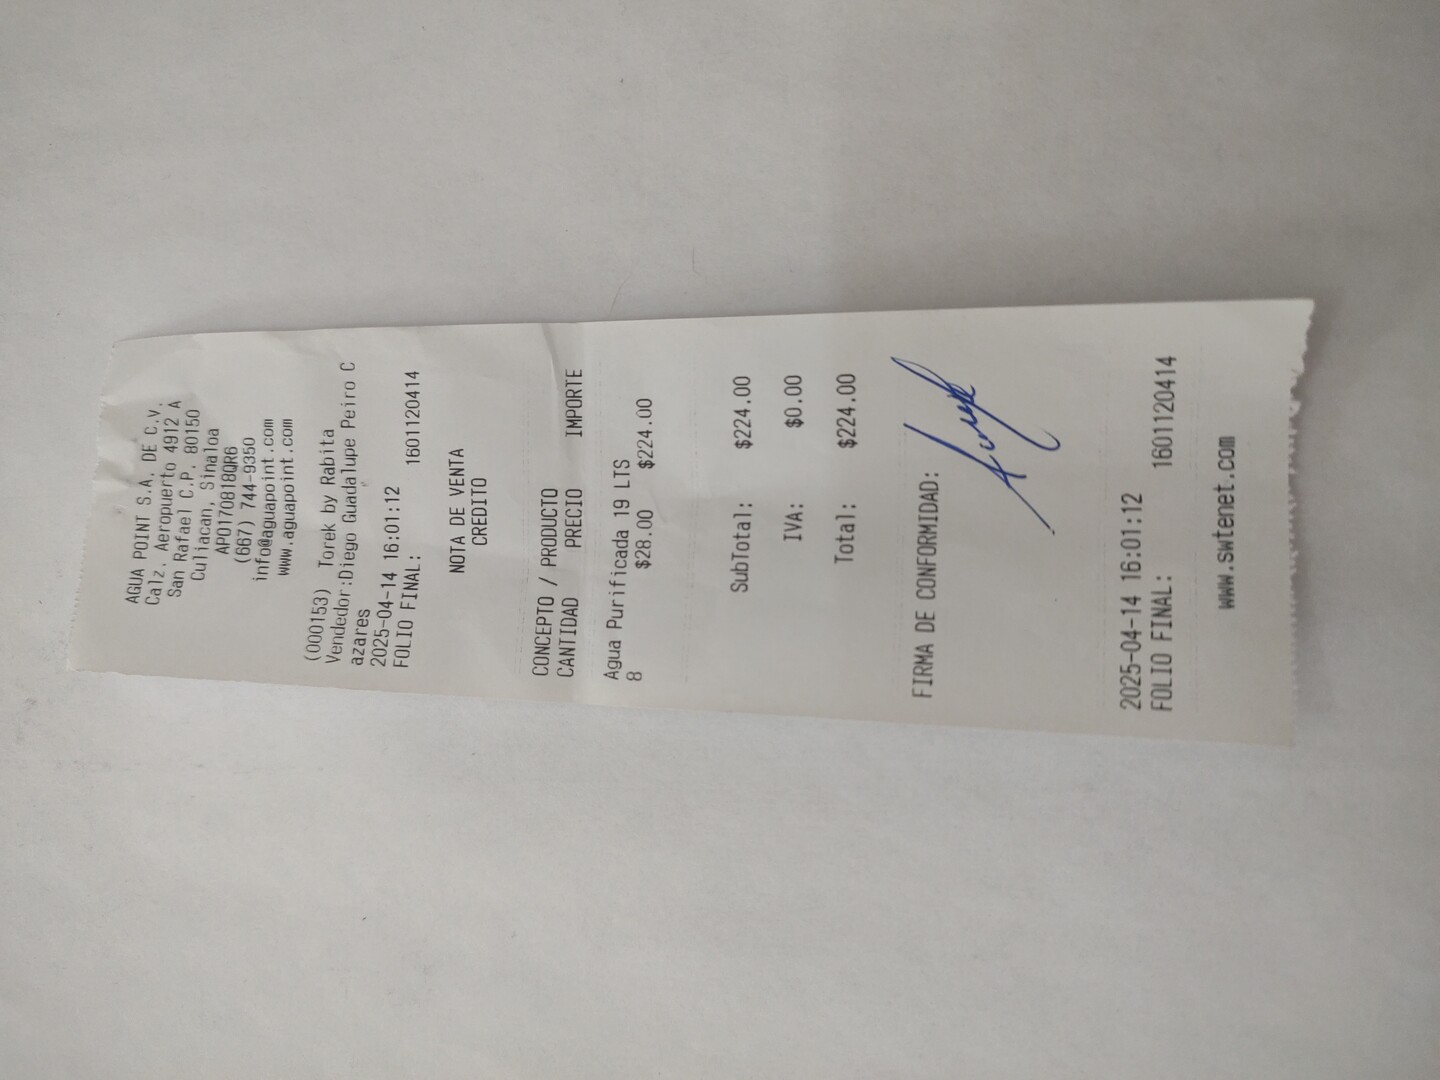 AGUA POINT S.A. DE C.V.
Calz. Aeropuerto 4912 A
San Rafael C.P. 80150
Culiacan, Sinaloa
APO170818QR6
(667) 744-9350
info@aguapoint.com
www.aguapoint.com
(000153) Torek by Rabita
Vendedor:Diego Guadalupe Peiro C
azares
2025-04-14 16:01:12
FOLIO FINAL: 1601120414
NOTA DE VENTA
CREDITO
CONCEPTO / PRODUCTO
CANTIDAD PRECIO IMPORTE
Agua Purificada 19 LTS
8 $28.00 $224.00
SubTotal: $224.00
IVA: $0.00
Total: $224.00
FIRMA DE CONFORMIDAD:
2025-04-14 16:01:12
FOLIO FINAL: 1601120414
www.swtenet.com